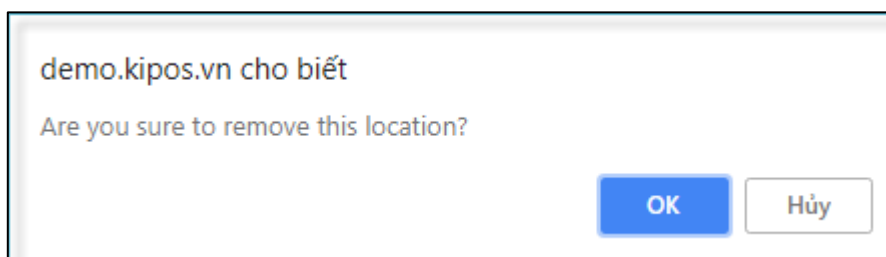 demo.kipos.vn cho biết
Are you sure to remove this location?
OK
Hủy